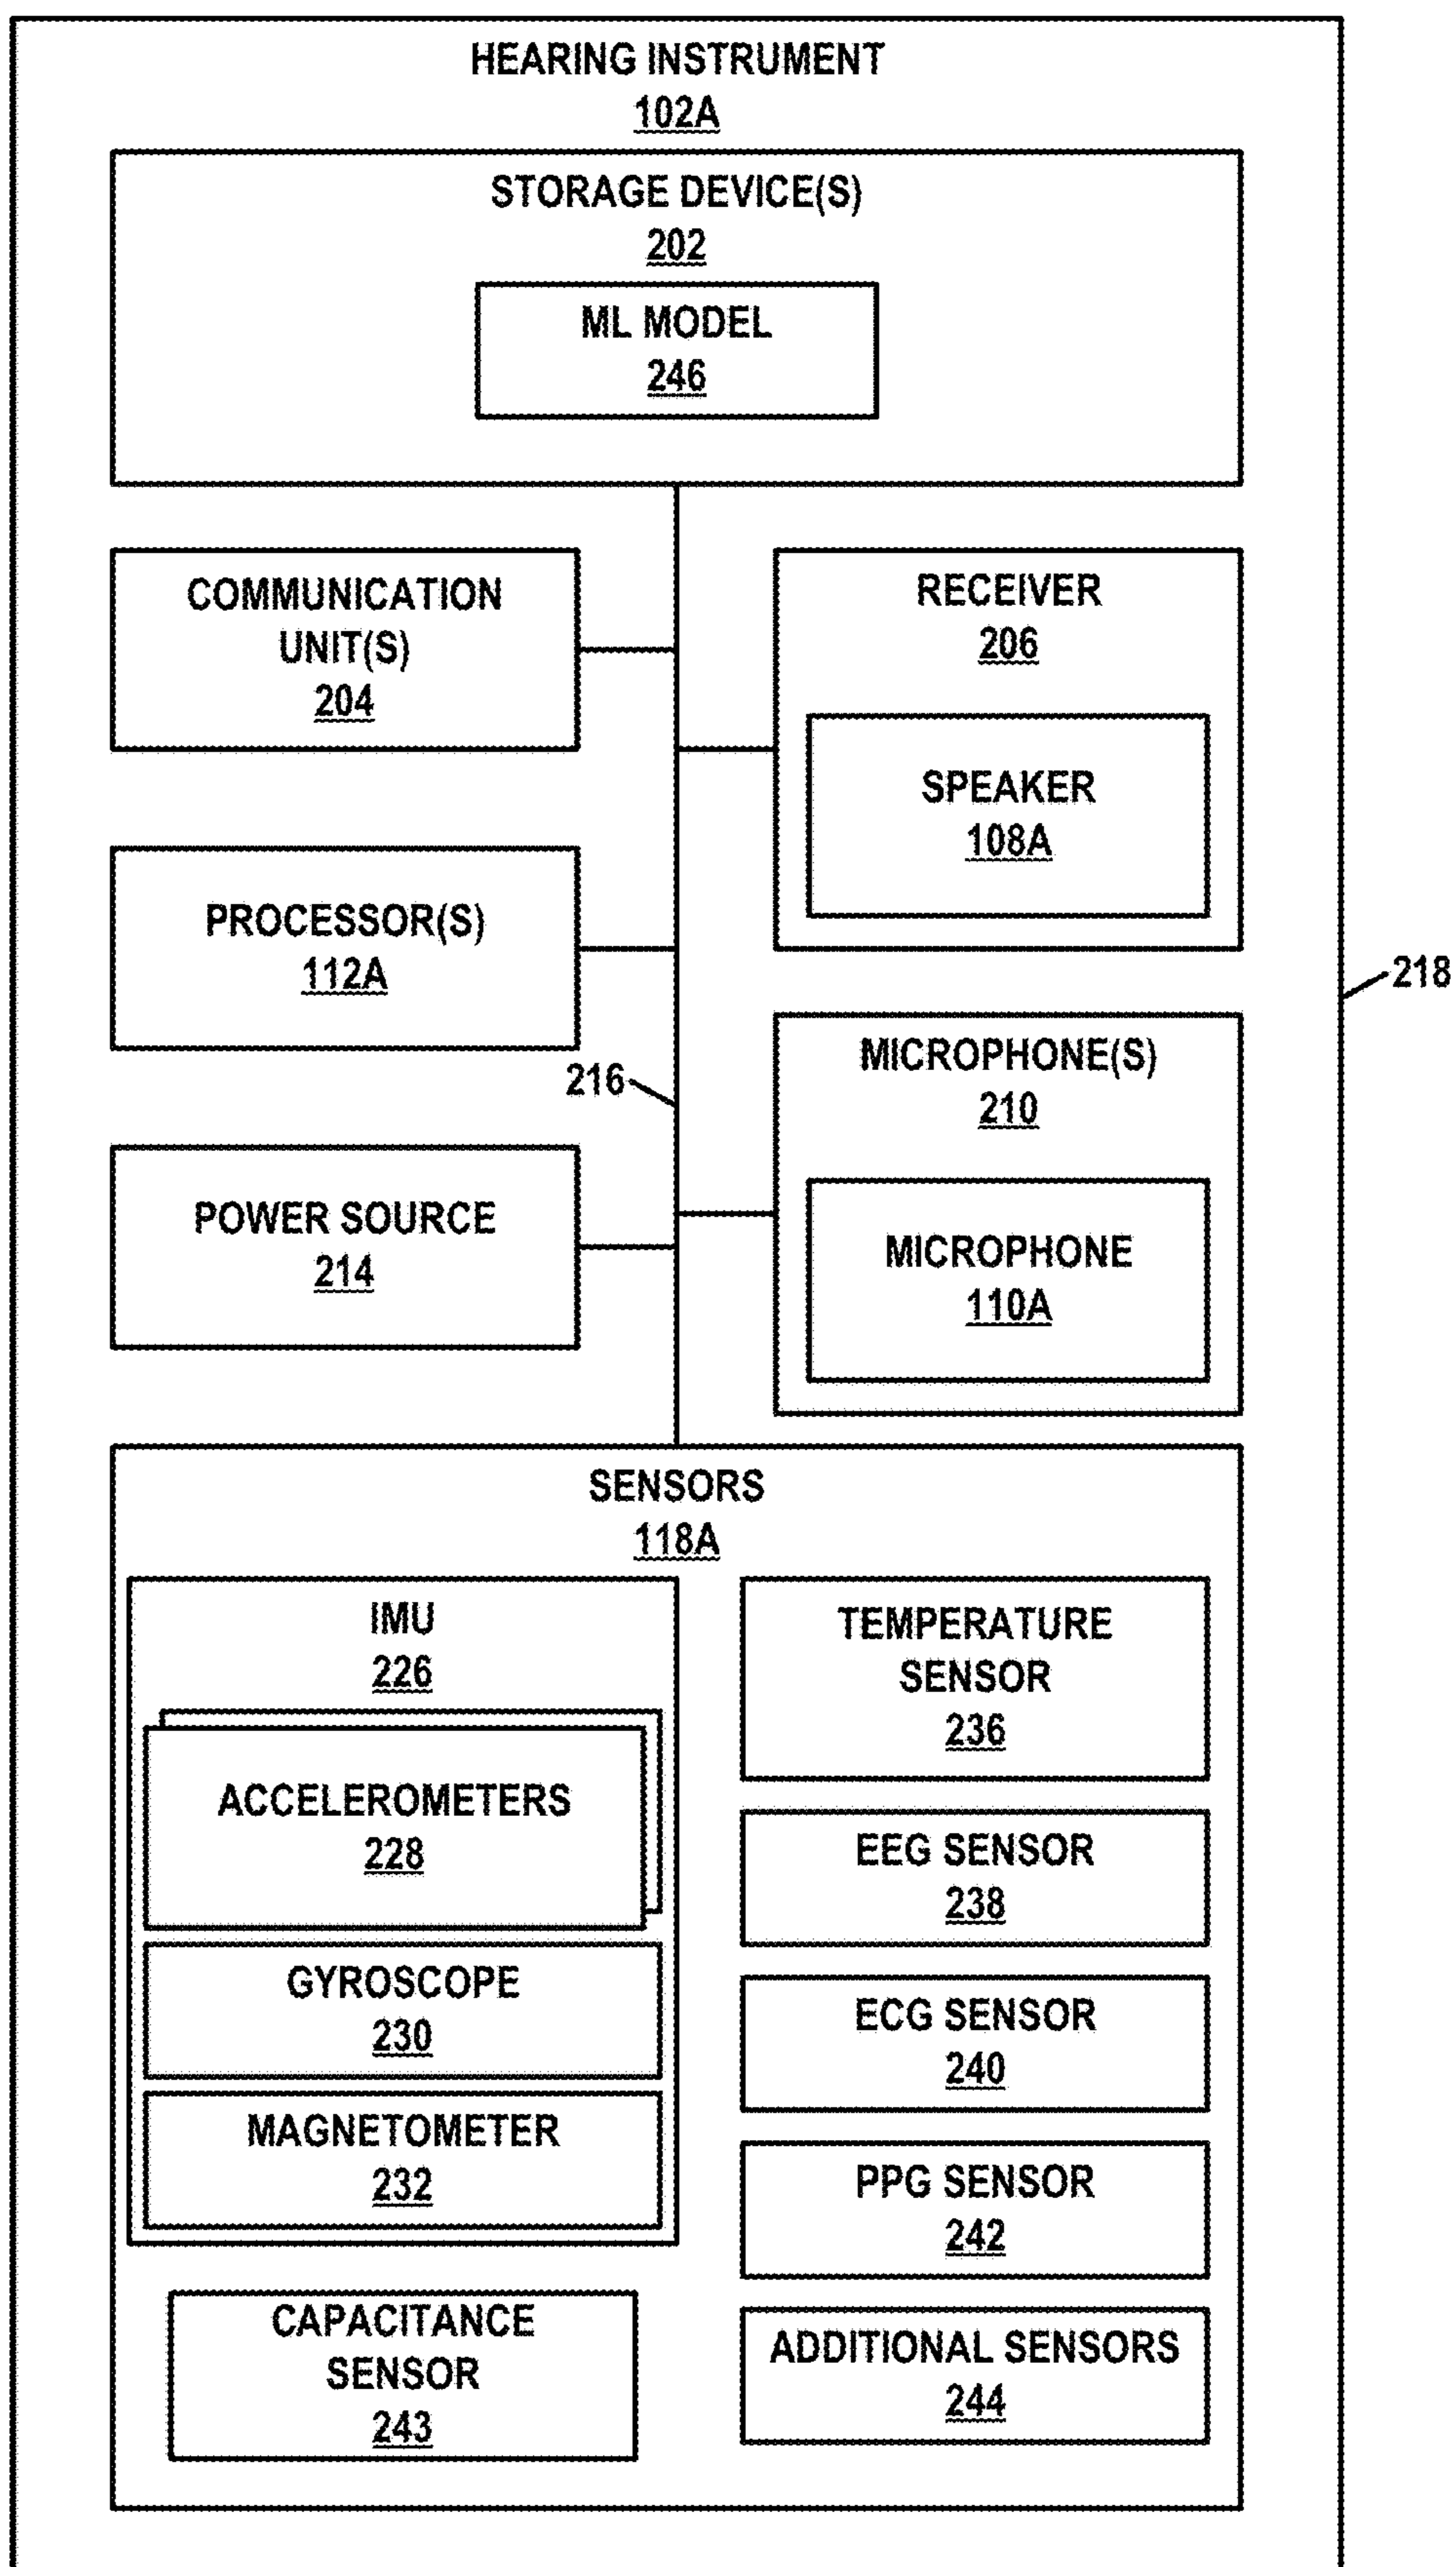 HEARING INSTRUMENT
102A
STORAGE DEVICE(S)
202
ML MODEL
246
COMMUNICATION
UNIT(S)
204
RECEIVER
206
SPEAKER
108A
PROCESSOR(S)
112A
218
216
MICROPHONE(S)
210
MICROPHONE
110A
POWER SOURCE
214
SENSORS
118A
IMU
226
ACCELEROMETERS
228
GYROSCOPE
230
MAGNETOMETER
232
CAPACITANCE
SENSOR
243
TEMPERATURE
SENSOR
236
EEG SENSOR
238
ECG SENSOR
240
PPG SENSOR
242
ADDITIONAL SENSORS
244